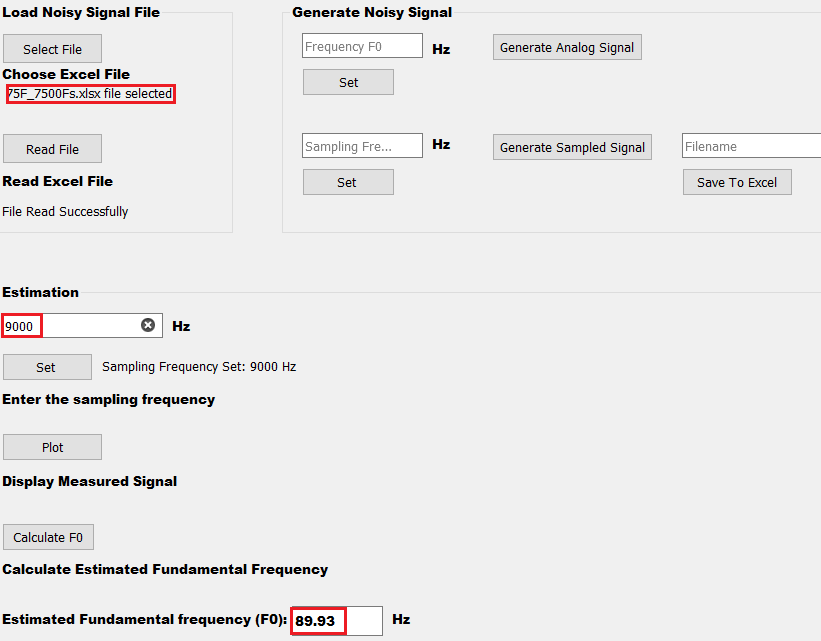 Load Noisy Signal File
Select File
Choose Excel File
75F_7500Fs.xlsx file selected
Read File
Read Excel File
File Read Successfully
Generate Noisy Signal
Frequency F0 Hz Generate Analog Signal
Set
Sampling Fre... Hz Generate Sampled Signal Filename
Set Save To Excel
Estimation
9000 Hz
Set Sampling Frequency Set: 9000 Hz
Enter the sampling frequency
Plot
Display Measured Signal
Calculate F0
Calculate Estimated Fundamental Frequency
Estimated Fundamental frequency (F0): 89.93 Hz